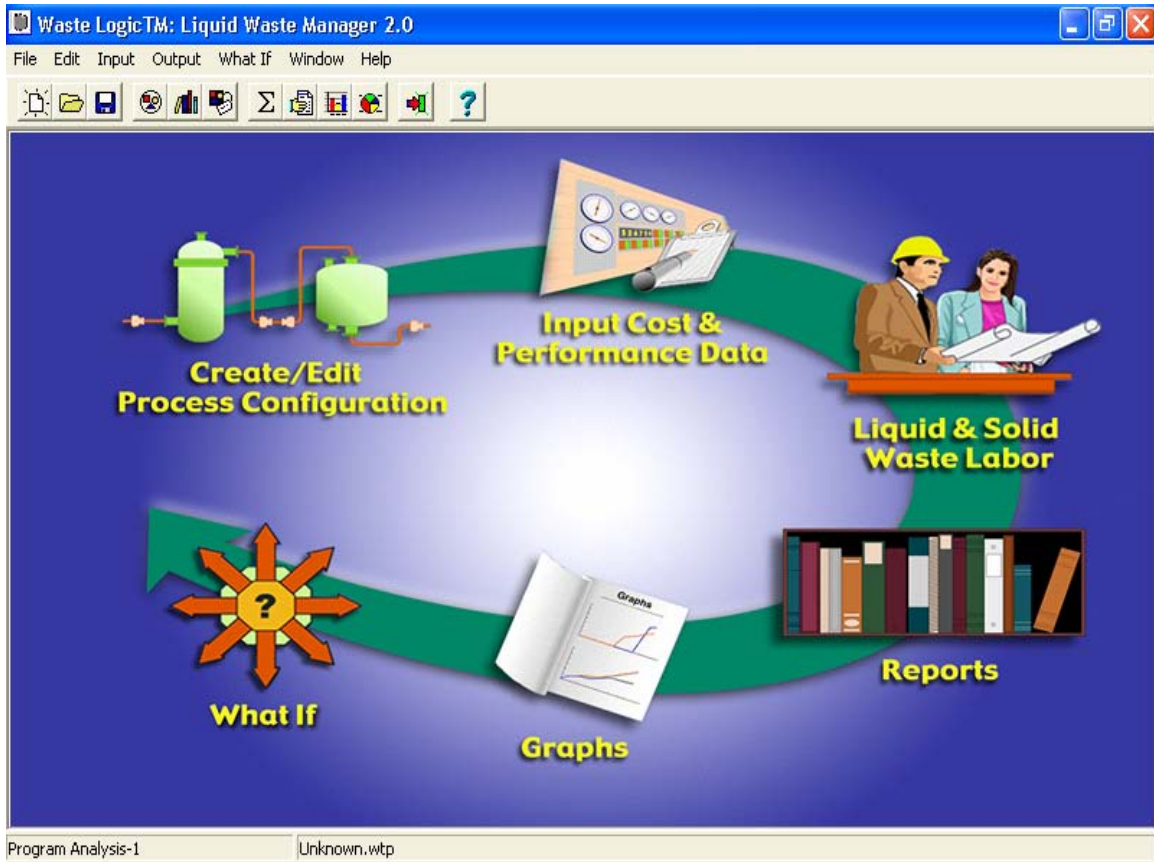 Waste LogicTM: Liquid Waste Manager 2.0
File Edit Input Output What If Window Help
Create/Edit
Process Configuration
Input Cost &
Performance Data
Liquid & Solid
Waste Labor
Reports
Graphs
Graphs
?
What If
Program Analysis-1
Unknown.wtp